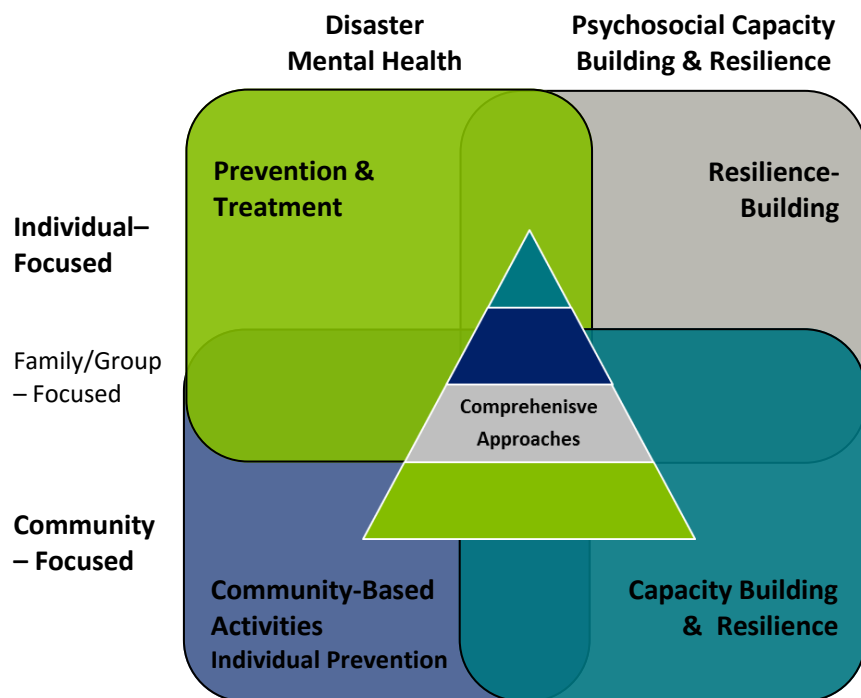 Disaster
Mental Health
Psychosocial Capacity
Building & Resilience
Prevention &
Treatment
Resilience-
Building
Individual–
Focused
Family/Group
– Focused
Comprehenisve
Approaches
Community
– Focused
Community-Based
Activities
Individual Prevention
Capacity Building
& Resilience